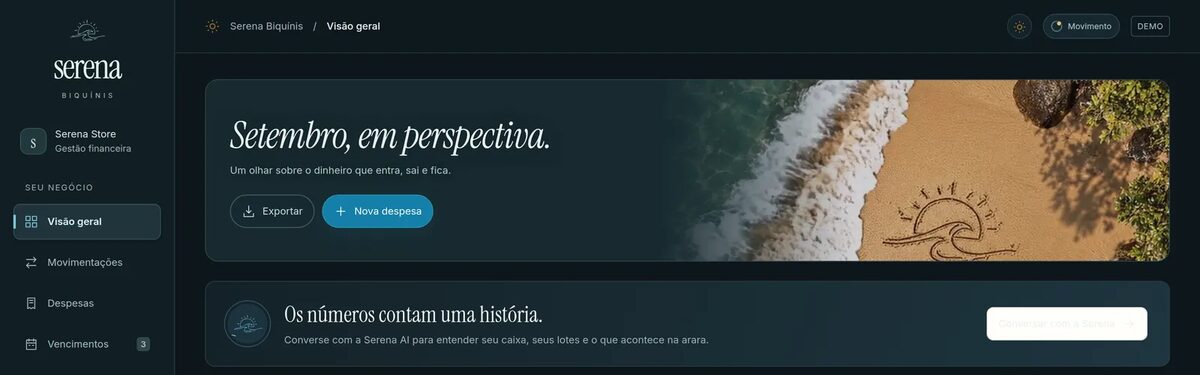 serena
BIQUÍNIS
S
Serena Store
Gestão financeira
SEU NEGÓCIO
Visão geral
Movimentações
Despesas
Vencimentos 3
Serena Biquínis / Visão geral
Movimento
DEMO
Setembro, em perspectiva.
Um olhar sobre o dinheiro que entra, sai e fica.
Exportar
Nova despesa
Os números contam uma história.
Converse com a Serena AI para entender seu caixa, seus lotes e o que acontece na arara.
Conversar com a Serena